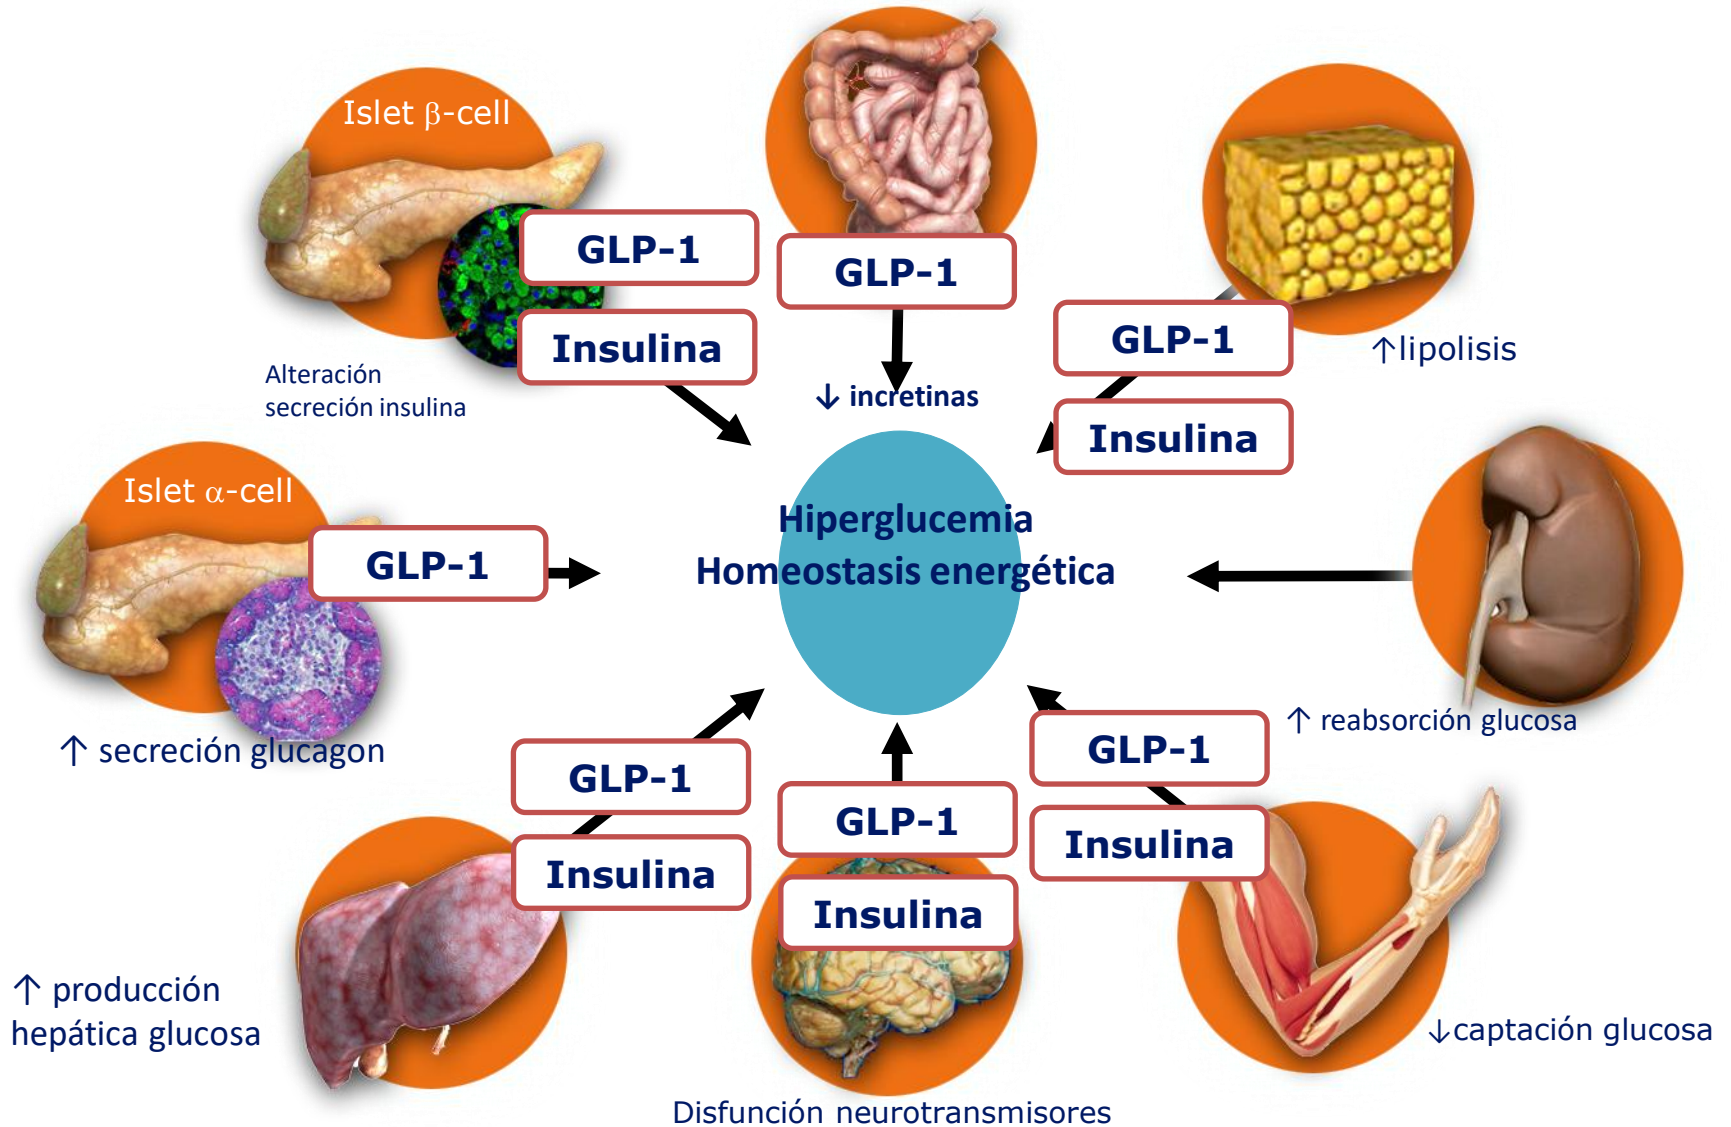 Islet β-cell
GLP-1
Insulina
Alteración
secreción insulina
GLP-1
↓ incretinas
GLP-1
Insulina
↑lipolisis
Islet α-cell
GLP-1
↑ secreción glucagon
Hiperglucemia
Homeostasis energética
↑ reabsorción glucosa
GLP-1
Insulina
↑ producción
hepática glucosa
GLP-1
Insulina
Disfunción neurotransmisores
GLP-1
Insulina
↓captación glucosa